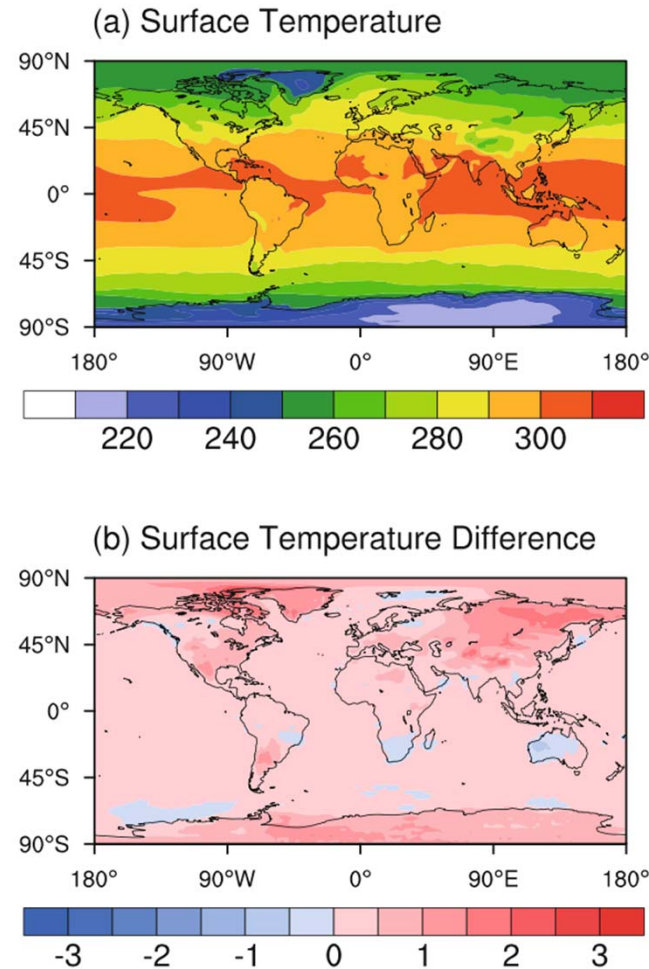 (a) Surface Temperature
90°N
45°N
0°
45°S
90°S
180° 90°W 0° 90°E 180°
220 240 260 280 300
(b) Surface Temperature Difference
90°N
45°N
0°
45°S
90°S
180° 90°W 0° 90°E 180°
-3 -2 -1 0 1 2 3